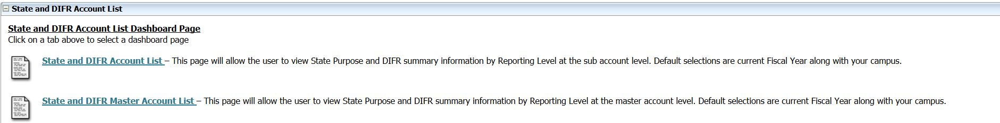 State and DIFR Account List
State and DIFR Account List Dashboard Page
Click on a tab above to select a dashboard page
State and DIFR Account List – This page will allow the user to view State Purpose and DIFR summary information by Reporting Level at the sub account level. Default selections are current Fiscal Year along with your campus.
State and DIFR Master Account List – This page will allow the user to view State Purpose and DIFR summary information by Reporting Level at the master account level. Default selections are current Fiscal Year along with your campus.